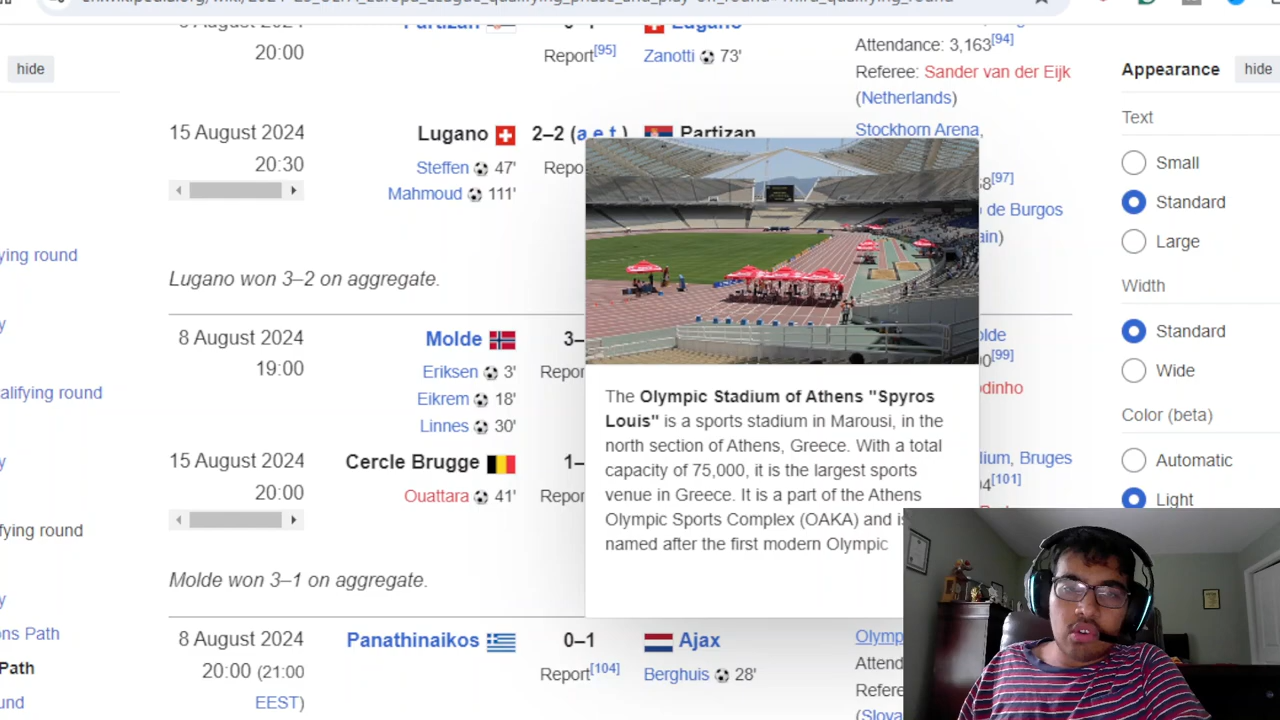 20:00
Report[95]
Zanotti 73'
Attendance: 3,163[94]
Referee: Sander van der Eijk
(Netherlands)
hide
Appearance hide
Text
15 August 2024
20:30
Lugano 2–2 (a.e.t.) Partizan
Steffen 47'
Mahmoud 111'
Stockhorn Arena,
8[97]
de Burgos
Small
Standard
Large
Lugano won 3–2 on aggregate.
Width
Standard
Wide
8 August 2024
19:00
Molde 3–
Eriksen 3'
Eikrem 18'
Linnes 30'
[99]
Color (beta)
Automatic
Light
15 August 2024
20:00
Cercle Brugge 1–
Ouattara 41'
Bruges
[101]
The Olympic Stadium of Athens "Spyros
Louis" is a sports stadium in Marousi, in the
north section of Athens, Greece. With a total
capacity of 75,000, it is the largest sports
venue in Greece. It is a part of the Athens
Olympic Sports Complex (OAKA) and is
named after the first modern Olympic
Molde won 3–1 on aggregate.
8 August 2024
20:00 (21:00
EEST)
Panathinaikos 0–1 Ajax
Report[104]
Berghuis 28'
ying round
alifying round
fying round
ons Path
Path